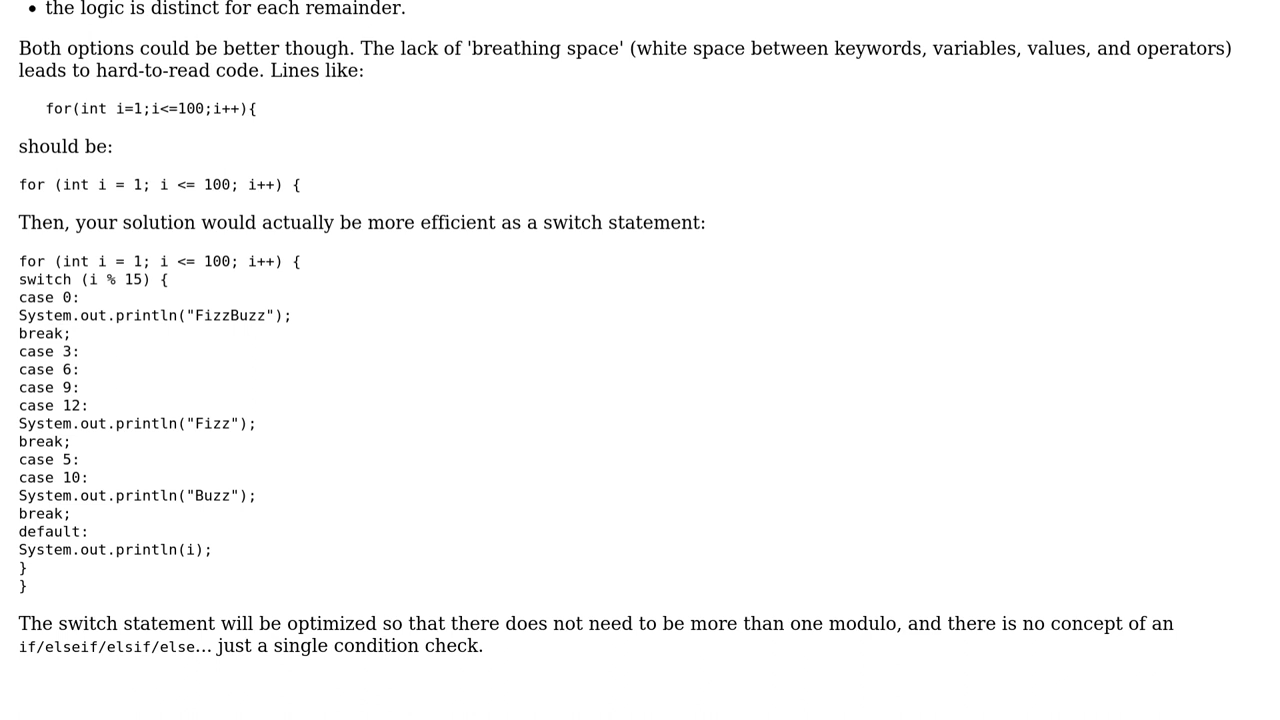 • the logic is distinct for each remainder.
Both options could be better though. The lack of 'breathing space' (white space between keywords, variables, values, and operators)
leads to hard-to-read code. Lines like:
for(int i=1;i<=100;i++){
should be:
for (int i = 1; i <= 100; i++) {
Then, your solution would actually be more efficient as a switch statement:
for (int i = 1; i <= 100; i++) {
switch (i % 15) {
case 0:
System.out.println("FizzBuzz");
break;
case 3:
case 6:
case 9:
case 12:
System.out.println("Fizz");
break;
case 5:
case 10:
System.out.println("Buzz");
break;
default:
System.out.println(i);
}
}
The switch statement will be optimized so that there does not need to be more than one modulo, and there is no concept of an
if/elseif/elsif/else... just a single condition check.